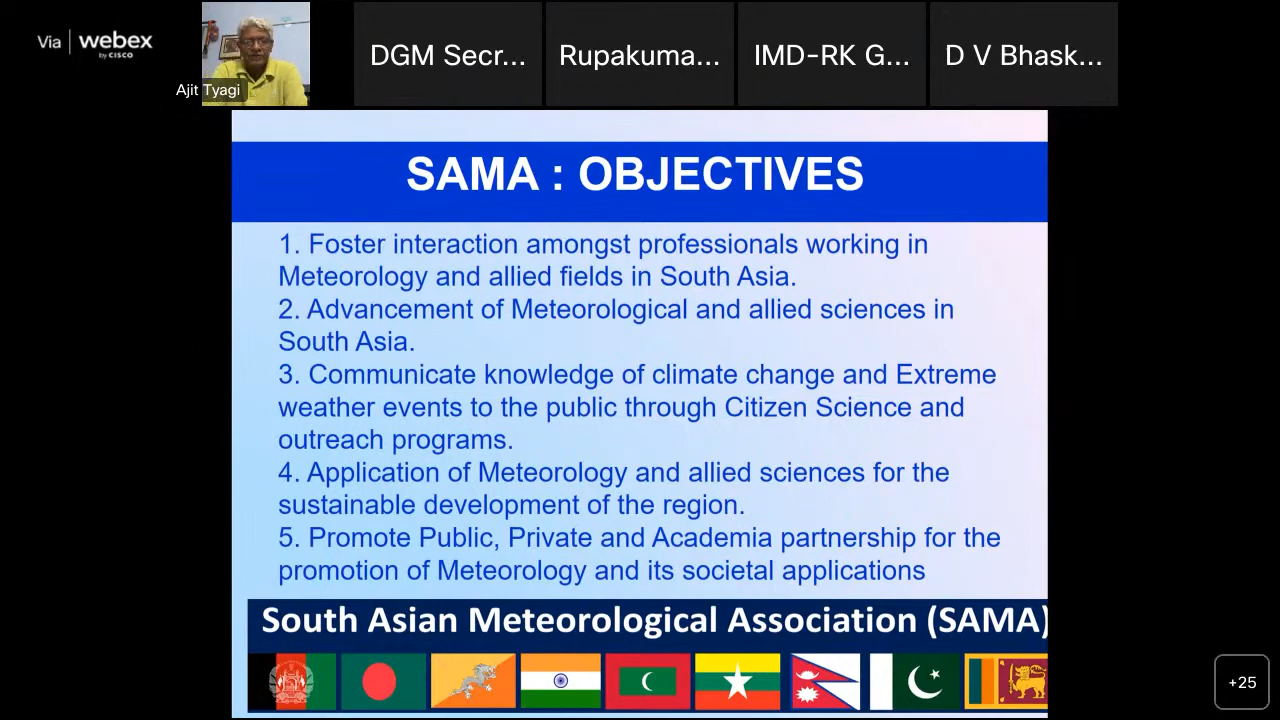 Via webex
by CISCO
Ajit Tyagi
DGM Secr...
Rupakuma...
IMD-RK G...
D V Bhask...
SAMA : OBJECTIVES
1. Foster interaction amongst professionals working in
Meteorology and allied fields in South Asia.
2. Advancement of Meteorological and allied sciences in
South Asia.
3. Communicate knowledge of climate change and Extreme
weather events to the public through Citizen Science and
outreach programs.
4. Application of Meteorology and allied sciences for the
sustainable development of the region.
5. Promote Public, Private and Academia partnership for the
promotion of Meteorology and its societal applications
South Asian Meteorological Association (SAMA)
+25